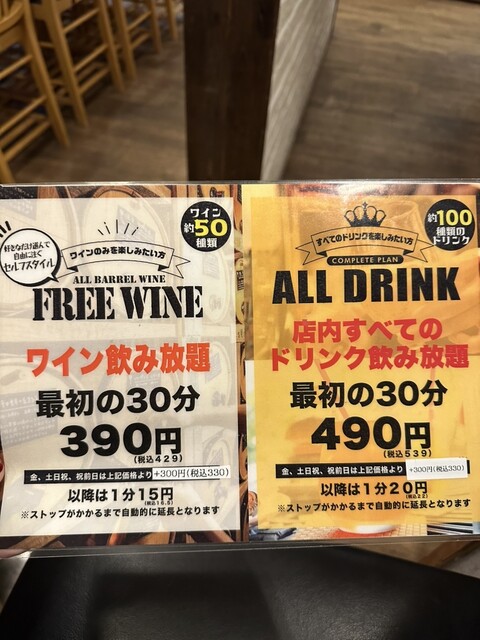 ワイン
約50
種類
好きなだけ選んで
自由に注ぐ
セルフスタイル
ワインのみを楽しみたい方
ALL BARREL WINE
FREE WINE
ワイン飲み放題
最初の30分
390円
(税込429)
金、土日祝、祝前日は上記価格より+300円(税込330)
以降は1分15円
(税込16.5)
※ストップがかかるまで自動的に延長となります
約100
種類の
ドリンク
すべてのドリンクを楽しみたい方
COMPLETE PLAN
ALL DRINK
店内すべての
ドリンク飲み放題
最初の30分
490円
(税込539)
金、土日祝、祝前日は上記価格より+300円(税込330)
以降は1分20円
(税込22)
※ストップがかかるまで自動的に延長となります